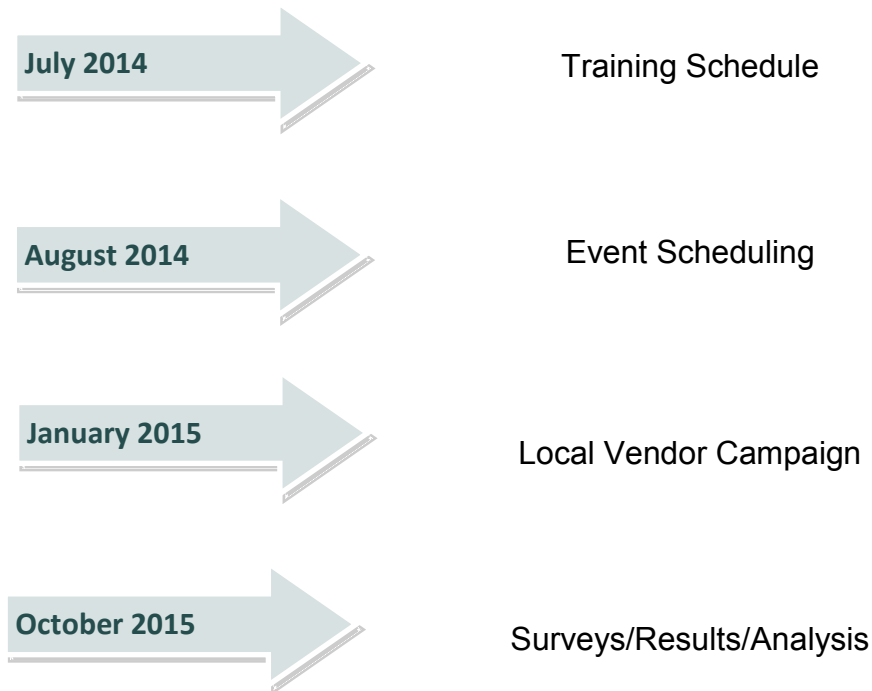 July 2014
Training Schedule
August 2014
Event Scheduling
January 2015
Local Vendor Campaign
October 2015
Surveys/Results/Analysis